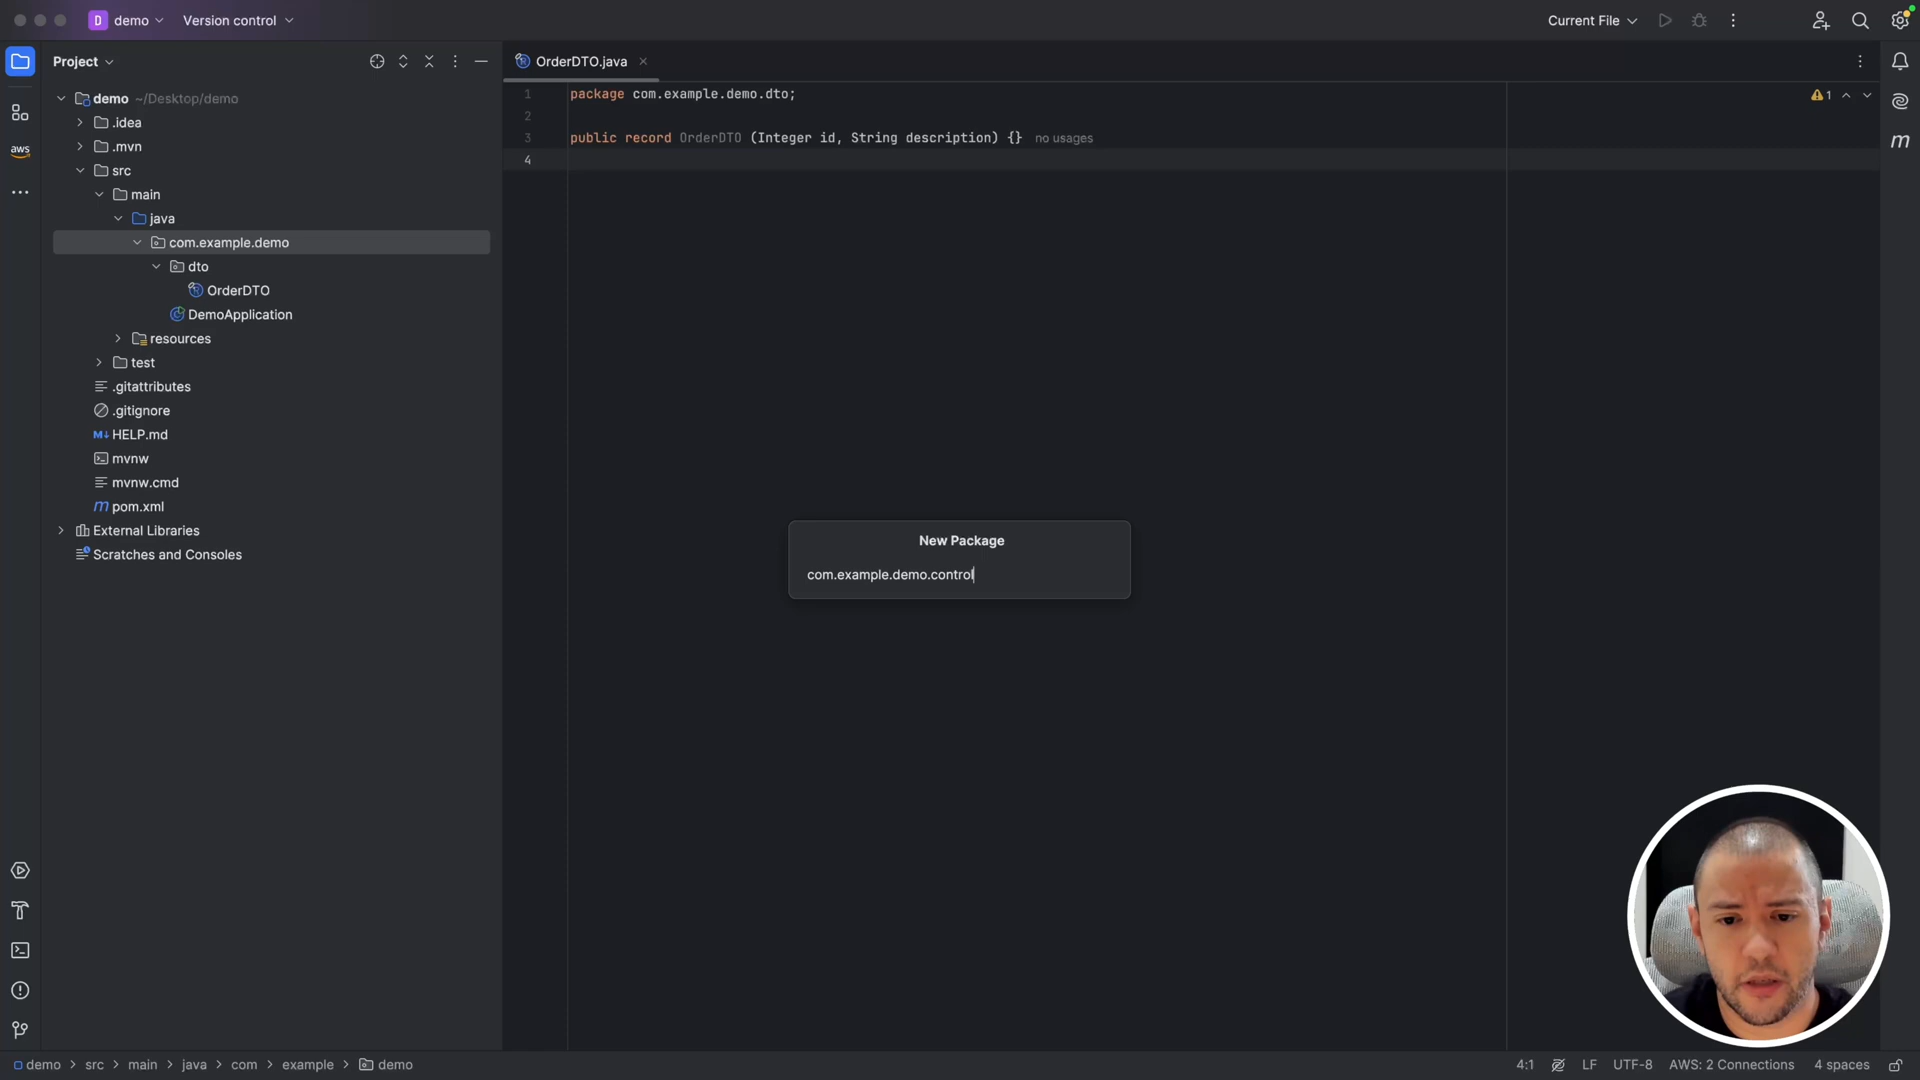 D demo Version control
Current File
Project
OrderDTO.java
demo ~/Desktop/demo
.idea
.mvn
src
main
java
com.example.demo
dto
OrderDTO
DemoApplication
resources
test
.gitattributes
.gitignore
M↓ HELP.md
mvnw
mvnw.cmd
m pom.xml
External Libraries
Scratches and Consoles
aws
1 package com.example.demo.dto;
2
3 public record OrderDTO (Integer id, String description) {} no usages
4
1
m
New Package
com.example.demo.control
demo > src > main > java > com > example > demo
4:1 LF UTF-8 AWS: 2 Connections 4 spaces